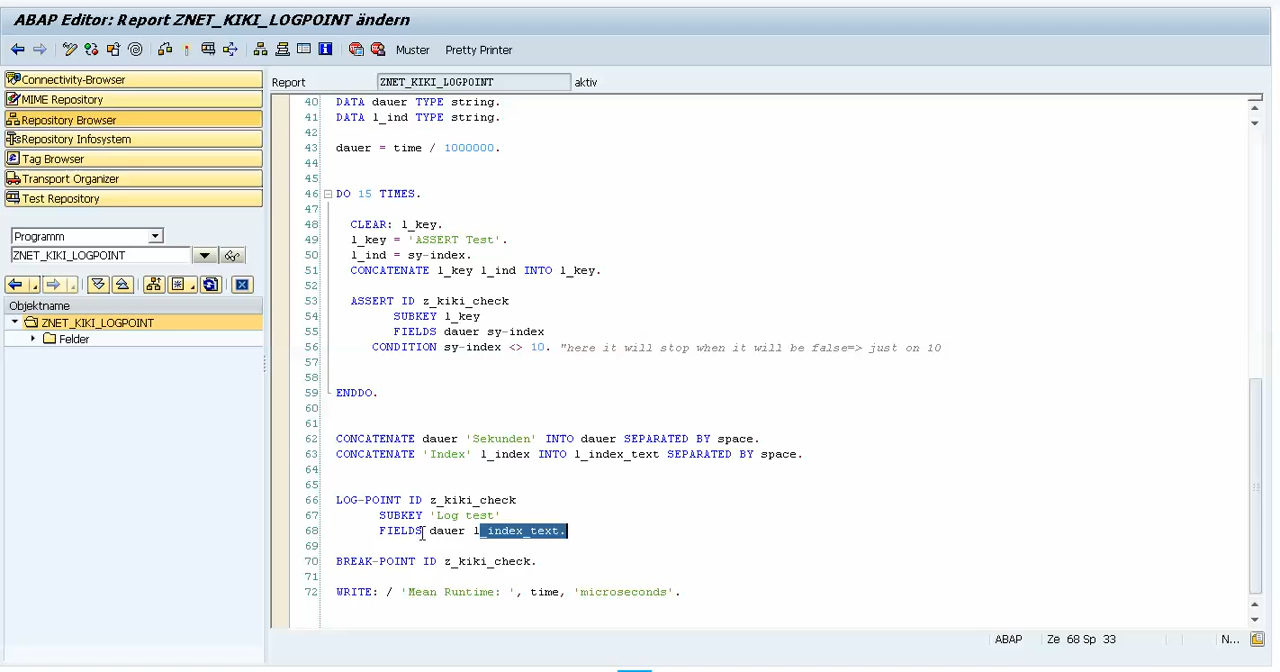 ABAP Editor: Report ZNET_KIKI_LOGPOINT ändern
Muster Pretty Printer
Connectivity-Browser
MIME Repository
Repository Browser
Repository Infosystem
Tag Browser
Transport Organizer
Test Repository
Programm
ZNET_KIKI_LOGPOINT
Objektname
ZNET_KIKI_LOGPOINT
Felder
Report ZNET_KIKI_LOGPOINT aktiv
40 DATA dauer TYPE string.
41 DATA l_ind TYPE string.
42
43 dauer = time / 1000000.
44
45
46 DO 15 TIMES.
47
48 CLEAR: l_key.
49 l_key = 'ASSERT Test'.
50 l_ind = sy-index.
51 CONCATENATE l_key l_ind INTO l_key.
52
53 ASSERT ID z_kiki_check
54 SUBKEY l_key
55 FIELDS dauer sy-index
56 CONDITION sy-index <> 10. "here it will stop when it will be false=> just on 10
57
58
59 ENDDO.
60
61
62 CONCATENATE dauer 'Sekunden' INTO dauer SEPARATED BY space.
63 CONCATENATE 'Index' l_index INTO l_index_text SEPARATED BY space.
64
65
66 LOG-POINT ID z_kiki_check
67 SUBKEY 'Log test'
68 FIELDS dauer l_index_text.
69
70 BREAK-POINT ID z_kiki_check.
71
72 WRITE: / 'Mean Runtime: ', time, 'microseconds'.
ABAP Ze 68 Sp 33 N...